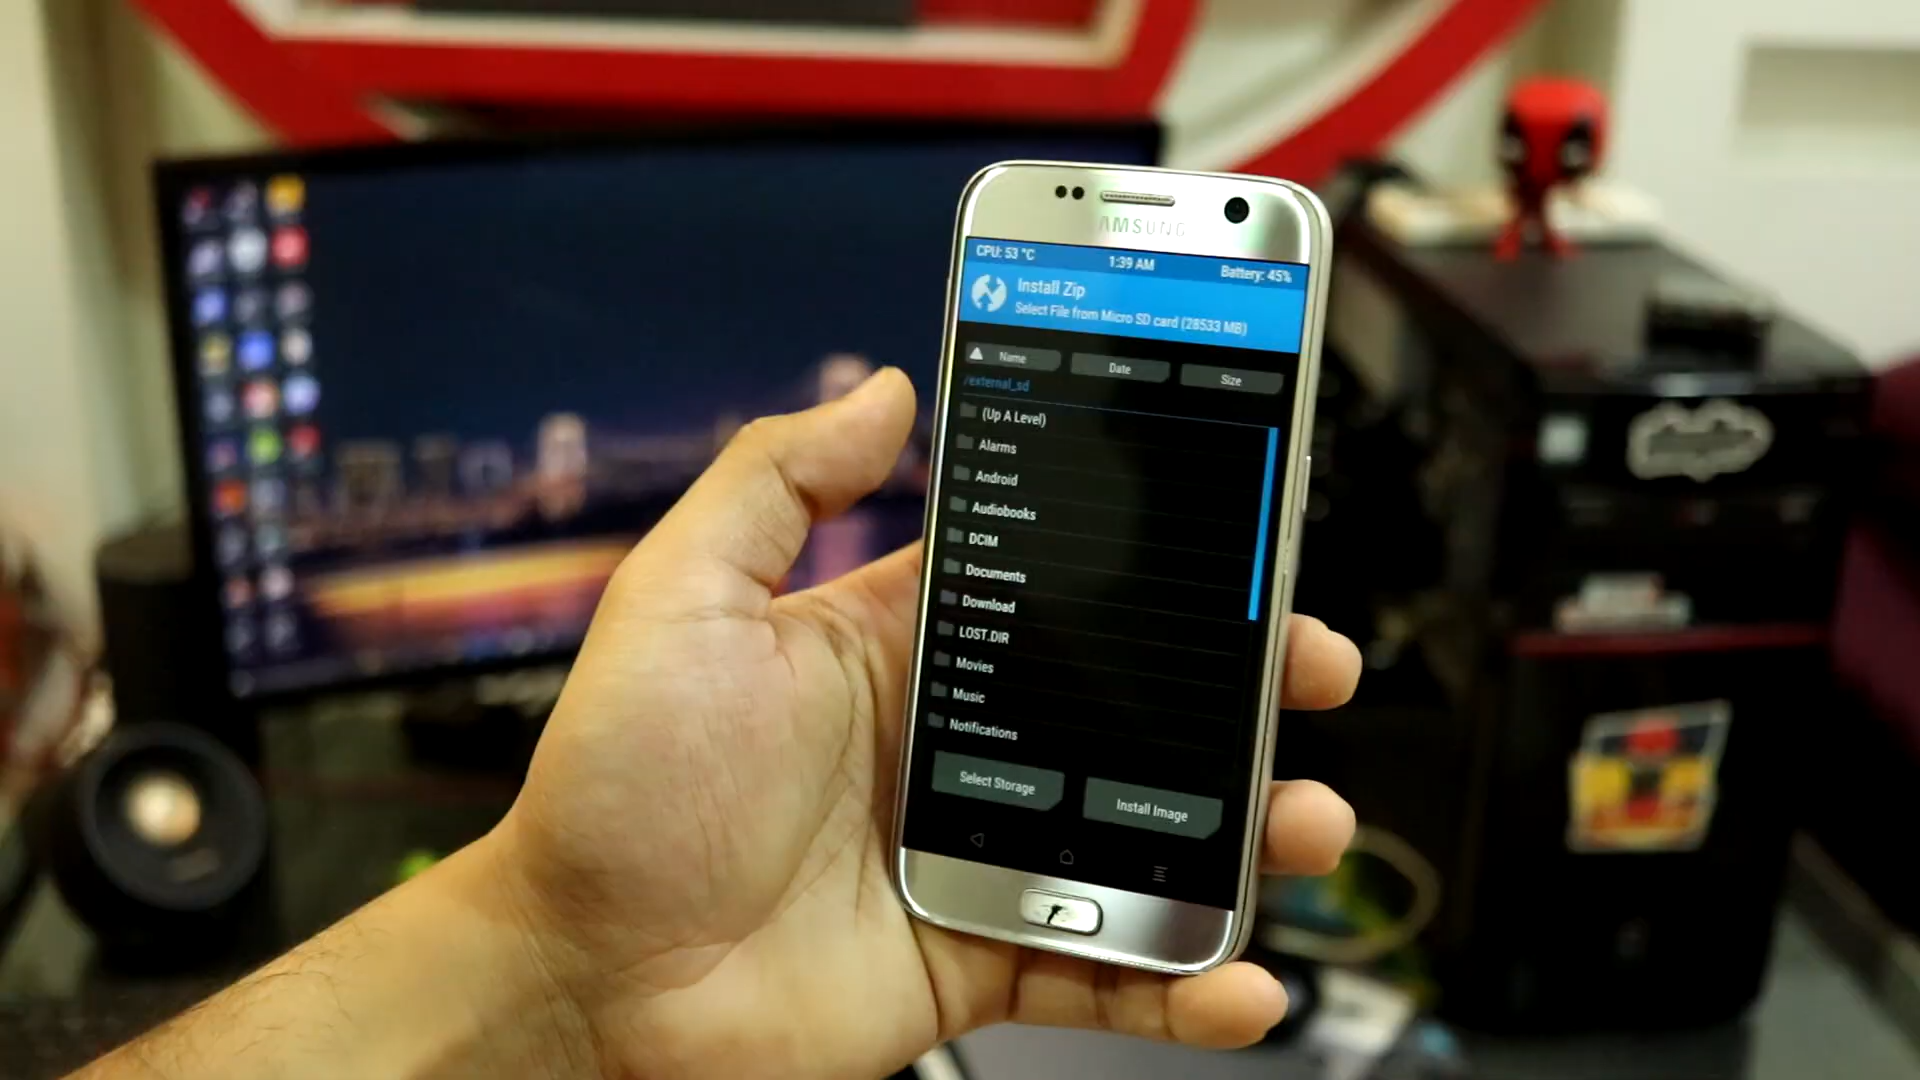 SAMSUNG
CPU: 53 °C
1:39 AM
Battery: 45%
Install Zip
Select File from Micro SD card (28533 MB)
Name
Date
Size
/external_sd
(Up A Level)
Alarms
Android
Audiobooks
DCIM
Documents
Download
LOST.DIR
Movies
Music
Notifications
Select Storage
Install Image